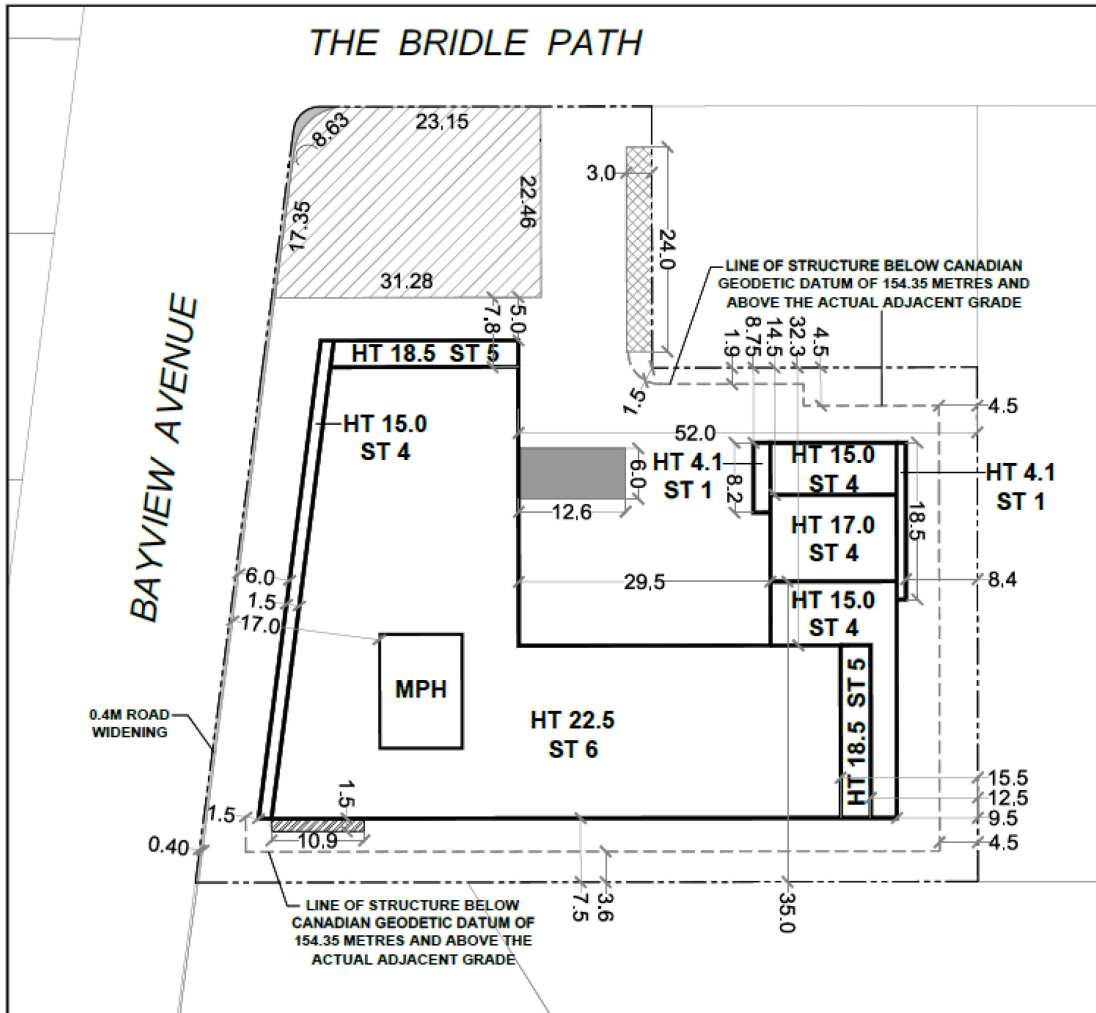 THE BRIDLE PATH
8.63
23.15
17.35
22.46
31.28
3.0
24.0
LINE OF STRUCTURE BELOW CANADIAN
GEODETIC DATUM OF 154.35 METRES AND
ABOVE THE ACTUAL ADJACENT GRADE
BAYVIEW AVENUE
7.8
5.0
HT 18.5 ST 5
HT 15.0
ST 4
1.5
1.9
8.75
14.5
32.3
4.5
4.5
52.0
6.0
12.6
HT 4.1
ST 1
8.2
HT 15.0
ST 4
HT 4.1
ST 1
HT 17.0
ST 4
18.5
6.0
1.5
17.0
29.5
8.4
HT 15.0
ST 4
MPH
HT 22.5
ST 6
HT 18.5 ST 5
0.4M ROAD
WIDENING
15.5
12.5
9.5
4.5
1.5
1.5
10.9
0.40
7.5
3.6
35.0
LINE OF STRUCTURE BELOW
CANADIAN GEODETIC DATUM OF
154.35 METRES AND ABOVE THE
ACTUAL ADJACENT GRADE